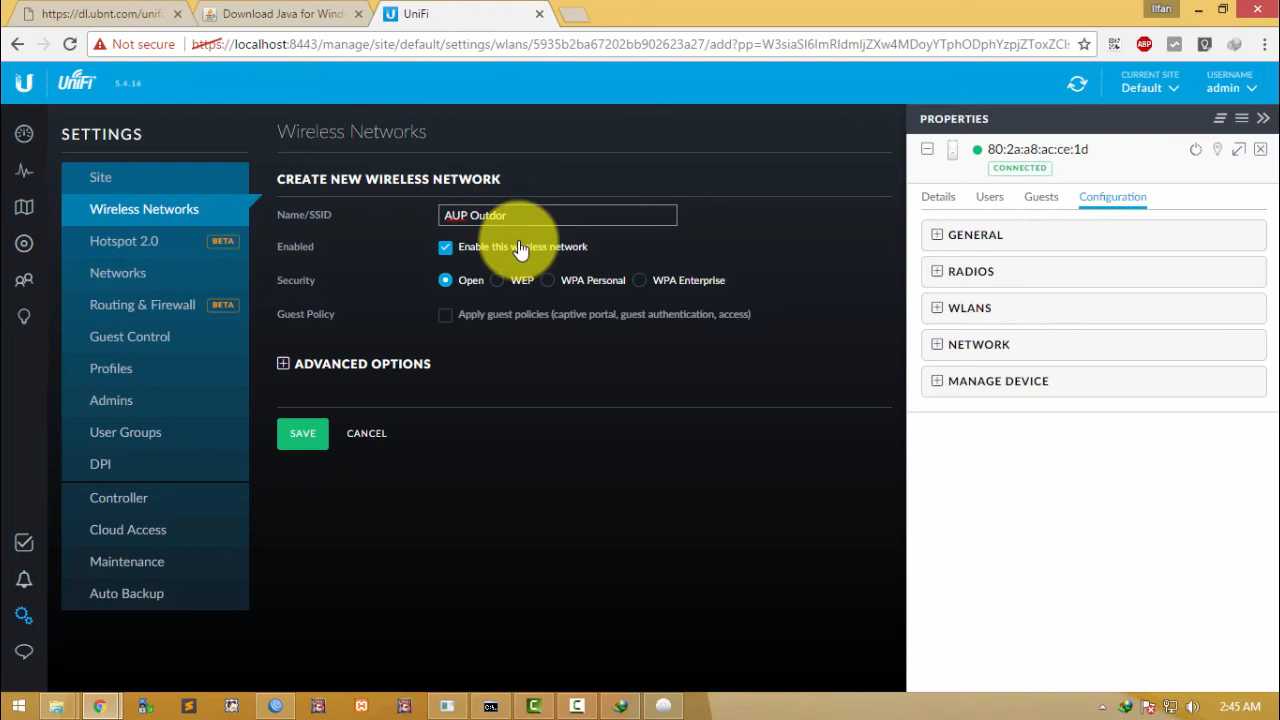 https://dl.ubnt.com/unifi
Download Java for Wind
UniFi
Ilfan
Not secure
https://localhost:8443/manage/site/default/settings/wlans/5935b2ba67202bb902623a27/add?pp=W3siaSI6ImRldmljZXw4MDoyYTphODphYzpjZToxZCIs
ABP
UniFi
5.4.16
CURRENT SITE
Default
USERNAME
admin
SETTINGS
Site
Wireless Networks
Hotspot 2.0 BETA
Networks
Routing & Firewall BETA
Guest Control
Profiles
Admins
User Groups
DPI
Controller
Cloud Access
Maintenance
Auto Backup
Wireless Networks
CREATE NEW WIRELESS NETWORK
Name/SSID AUP Outdor
Enabled Enable this wireless network
Security Open WEP WPA Personal WPA Enterprise
Guest Policy Apply guest policies (captive portal, guest authentication, access)
ADVANCED OPTIONS
SAVE CANCEL
PROPERTIES
80:2a:a8:ac:ce:1d
CONNECTED
Details Users Guests Configuration
GENERAL
RADIOS
WLANS
NETWORK
MANAGE DEVICE
2:45 AM